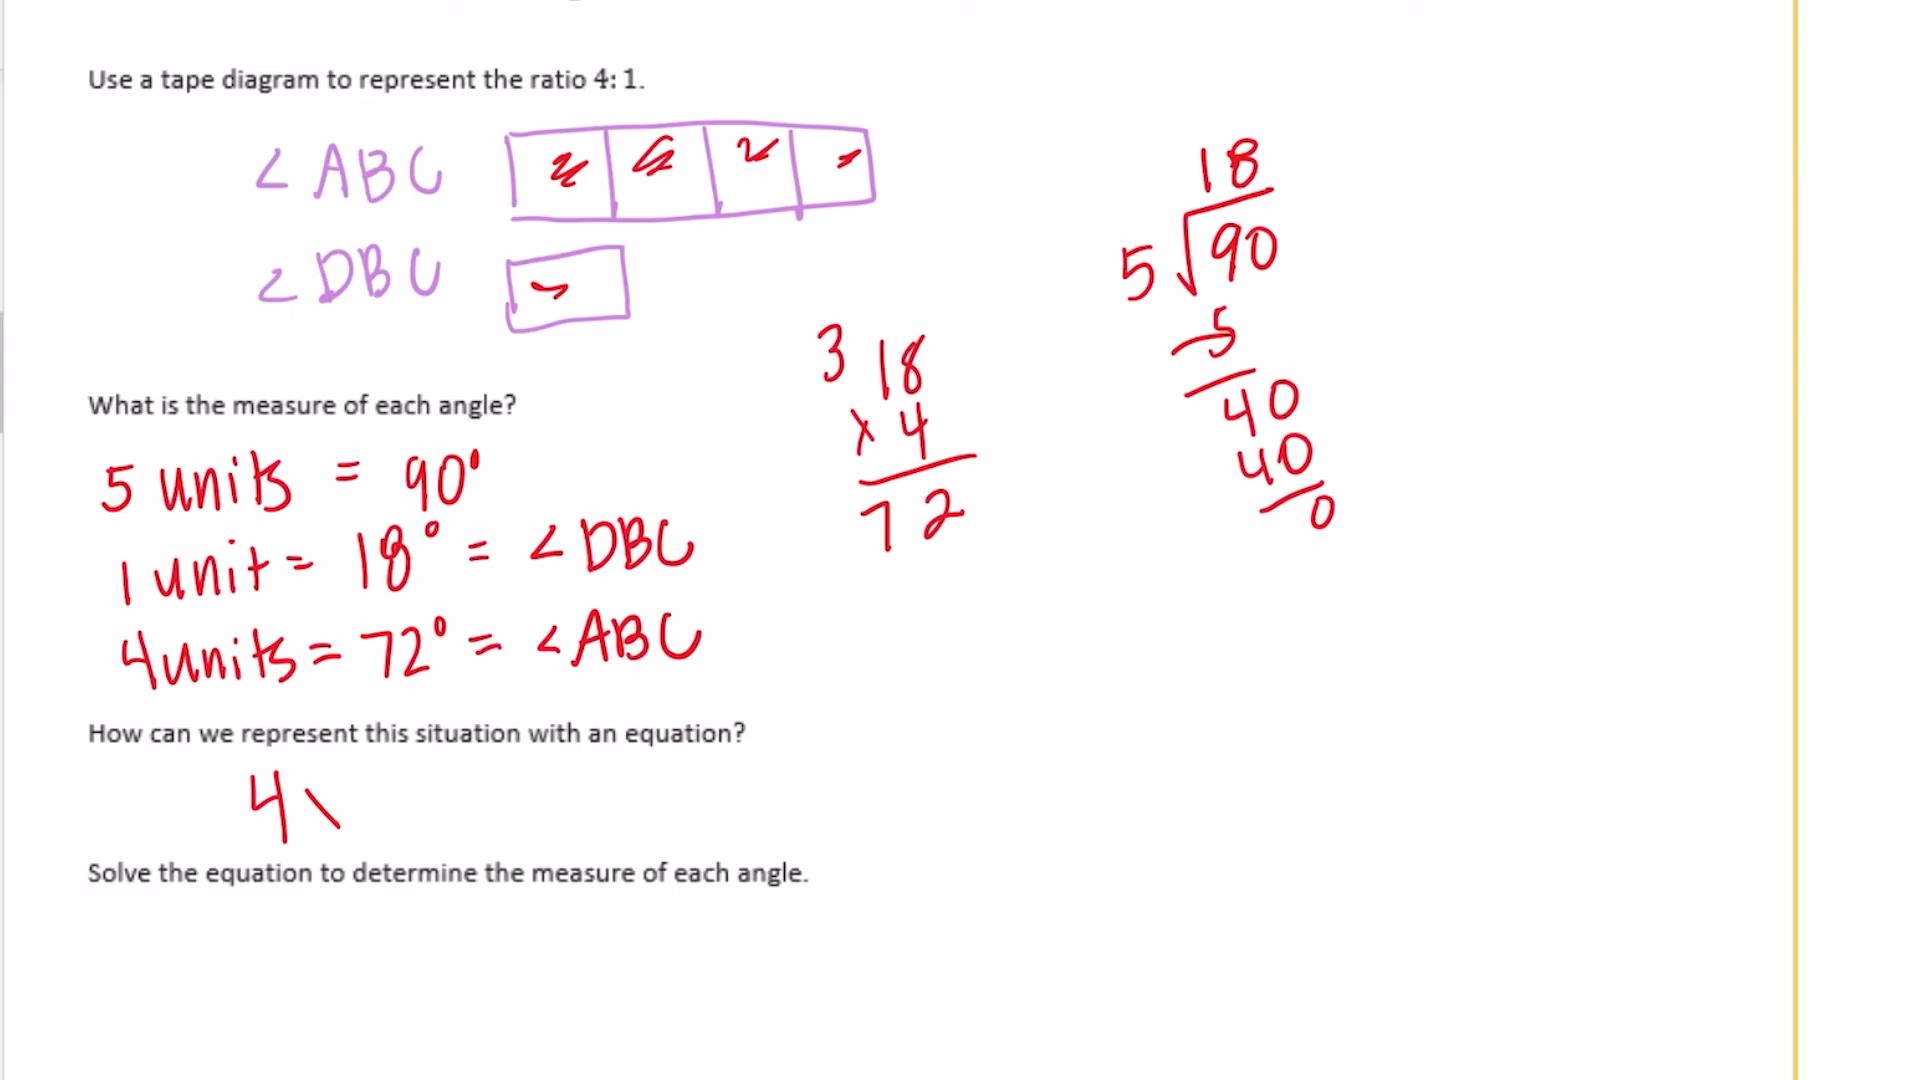 Use a tape diagram to represent the ratio 4:1.
<ABC
<DBC
What is the measure of each angle?
5 units = 90°
1 unit = 18° = <DBC
4 units = 72° = <ABC
3 18
x 4
72
18
5 √90
-5
40
40
0
How can we represent this situation with an equation?
4\
Solve the equation to determine the measure of each angle.